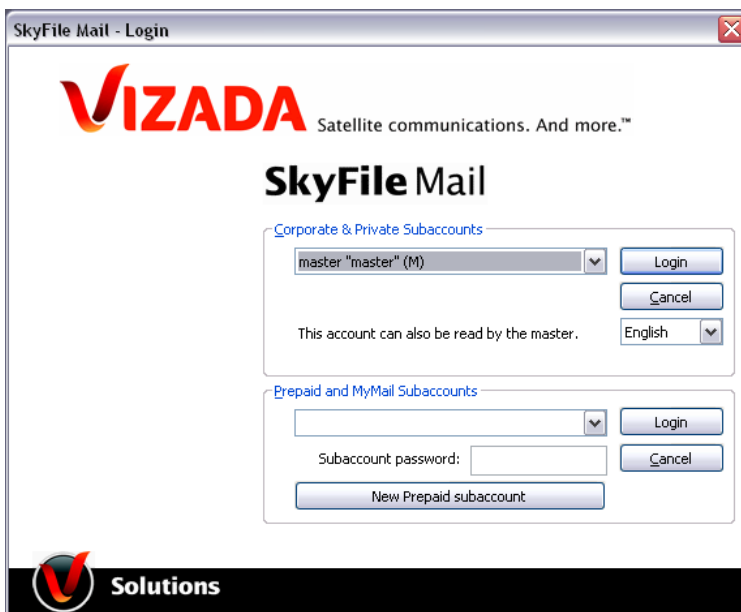 SkyFile Mail - Login
VIZADA Satellite communications. And more.™
SkyFile Mail
Corporate & Private Subaccounts
master "master" (M) Login
Cancel
This account can also be read by the master. English
Prepaid and MyMail Subaccounts
Login
Subaccount password: Cancel
New Prepaid subaccount
Solutions